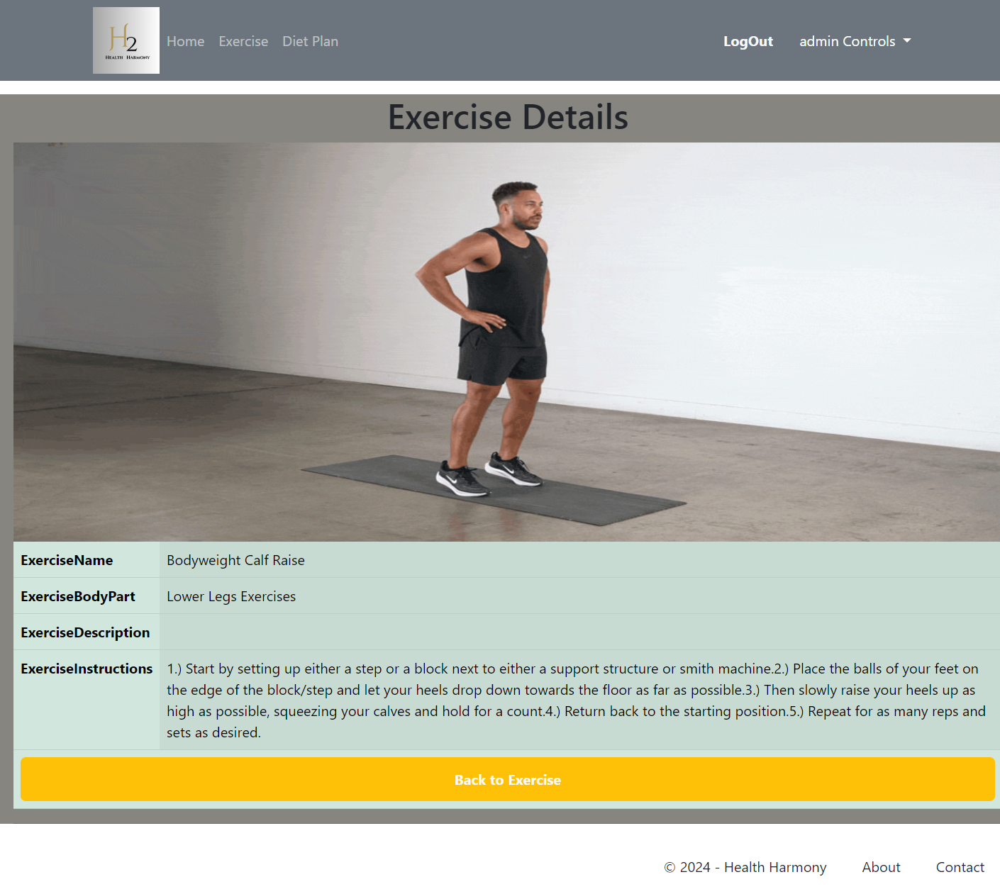 H2
HEALTH HARMONY
Home Exercise Diet Plan LogOut admin Controls
Exercise Details
ExerciseName Bodyweight Calf Raise
ExerciseBodyPart Lower Legs Exercises
ExerciseDescription
ExerciseInstructions 1.) Start by setting up either a step or a block next to either a support structure or smith machine.2.) Place the balls of your feet on
the edge of the block/step and let your heels drop down towards the floor as far as possible.3.) Then slowly raise your heels up as
high as possible, squeezing your calves and hold for a count.4.) Return back to the starting position.5.) Repeat for as many reps and
sets as desired.
Back to Exercise
© 2024 - Health Harmony About Contact